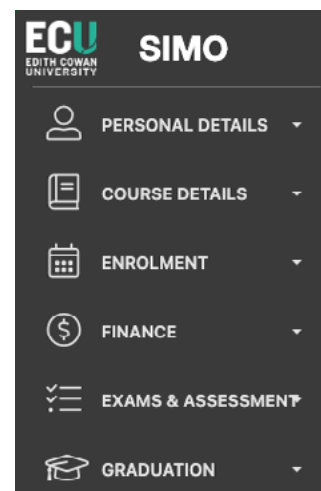 ECU
EDITH COWAN
UNIVERSITY
SIMO
PERSONAL DETAILS
COURSE DETAILS
ENROLMENT
FINANCE
EXAMS & ASSESSMENT
GRADUATION